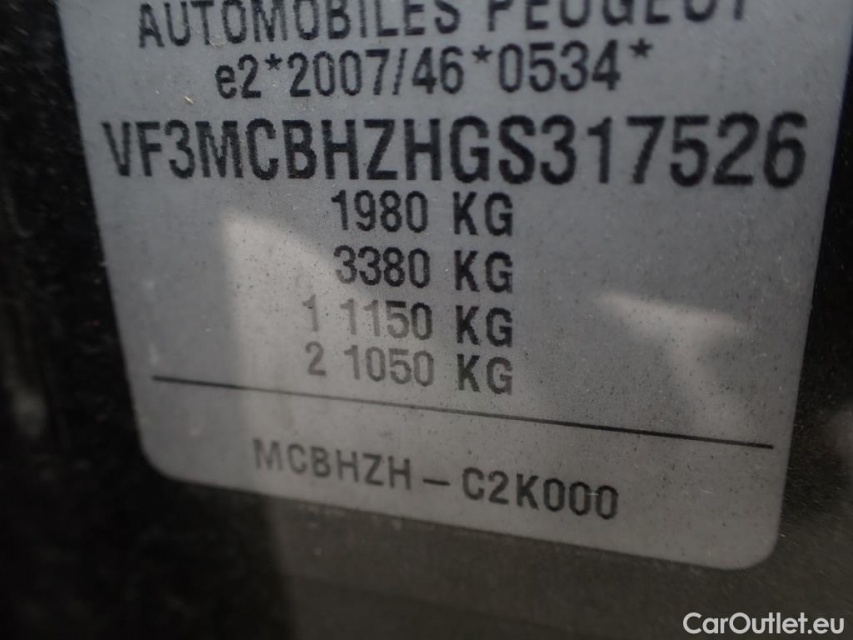 AUTOMOBILES PEUGEOT
e2*2007/46*0534*
VF3MCBHZHGS317526
1980 KG
3380 KG
1 1150 KG
2 1050 KG
MCBHZH – C2K000
CarOutlet.eu